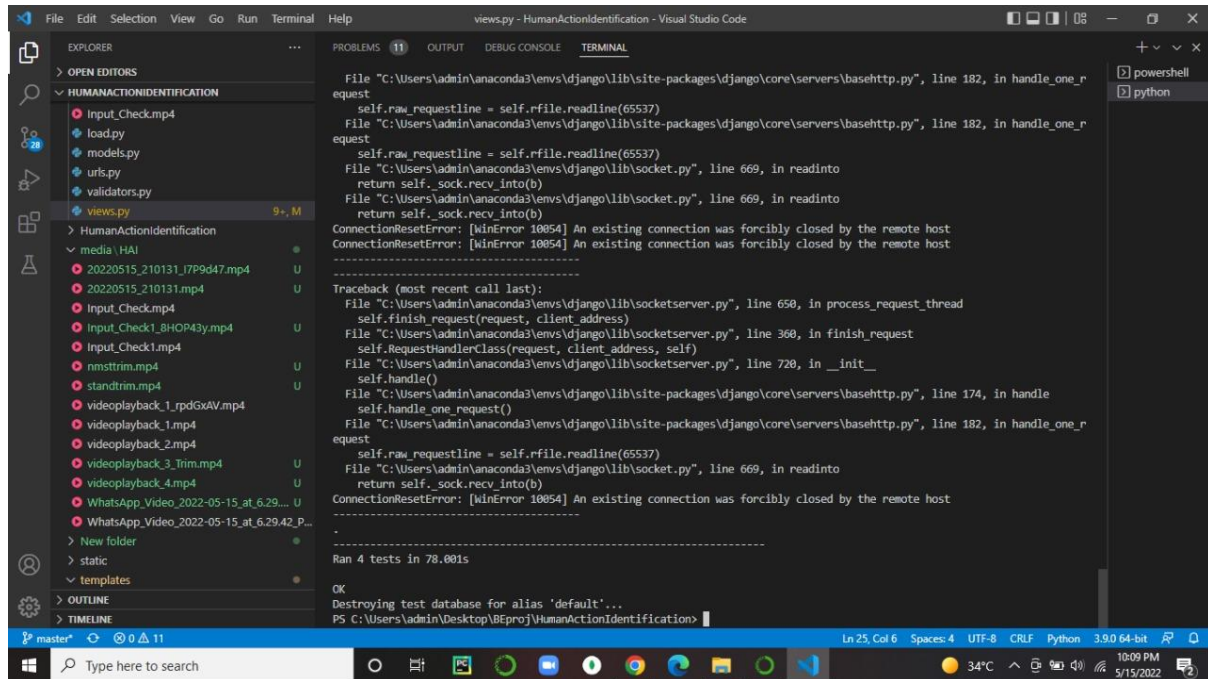 File Edit Selection View Go Run Terminal Help
views.py - HumanActionIdentification - Visual Studio Code
EXPLORER
OPEN EDITORS
HUMANACTIONIDENTIFICATION
Input_Check.mp4
load.py
models.py
urls.py
validators.py
views.py 9+, M
HumanActionIdentification
media \ HAI
20220515_210131_I7P9d47.mp4 U
20220515_210131.mp4 U
Input_Check.mp4
Input_Check1_8HOP43y.mp4 U
Input_Check1.mp4
nmsttrim.mp4 U
standtrim.mp4 U
videoplayback_1_rpdGxAV.mp4
videoplayback_1.mp4
videoplayback_2.mp4
videoplayback_3_Trim.mp4 U
videoplayback_4.mp4 U
WhatsApp_Video_2022-05-15_at_6.29.... U
WhatsApp_Video_2022-05-15_at_6.29.42_P...
New folder
static
templates
OUTLINE
TIMELINE
28
PROBLEMS 11 OUTPUT DEBUG CONSOLE TERMINAL
File "C:\Users\admin\anaconda3\envs\django\lib\site-packages\django\core\servers\basehttp.py", line 182, in handle_one_r
equest
self.raw_requestline = self.rfile.readline(65537)
File "C:\Users\admin\anaconda3\envs\django\lib\site-packages\django\core\servers\basehttp.py", line 182, in handle_one_r
equest
self.raw_requestline = self.rfile.readline(65537)
File "C:\Users\admin\anaconda3\envs\django\lib\socket.py", line 669, in readinto
return self._sock.recv_into(b)
File "C:\Users\admin\anaconda3\envs\django\lib\socket.py", line 669, in readinto
return self._sock.recv_into(b)
ConnectionResetError: [WinError 10054] An existing connection was forcibly closed by the remote host
ConnectionResetError: [WinError 10054] An existing connection was forcibly closed by the remote host
----------------------------------------
----------------------------------------
Traceback (most recent call last):
File "C:\Users\admin\anaconda3\envs\django\lib\socketserver.py", line 650, in process_request_thread
self.finish_request(request, client_address)
File "C:\Users\admin\anaconda3\envs\django\lib\socketserver.py", line 360, in finish_request
self.RequestHandlerClass(request, client_address, self)
File "C:\Users\admin\anaconda3\envs\django\lib\socketserver.py", line 720, in __init__
self.handle()
File "C:\Users\admin\anaconda3\envs\django\lib\site-packages\django\core\servers\basehttp.py", line 174, in handle
self.handle_one_request()
File "C:\Users\admin\anaconda3\envs\django\lib\site-packages\django\core\servers\basehttp.py", line 182, in handle_one_r
equest
self.raw_requestline = self.rfile.readline(65537)
File "C:\Users\admin\anaconda3\envs\django\lib\socket.py", line 669, in readinto
return self._sock.recv_into(b)
ConnectionResetError: [WinError 10054] An existing connection was forcibly closed by the remote host
----------------------------------------
.
----------------------------------------------------------------------
Ran 4 tests in 78.001s
OK
Destroying test database for alias 'default'...
PS C:\Users\admin\Desktop\BEproj\HumanActionIdentification>
powershell
python
master* 0 11
Ln 25, Col 6 Spaces: 4 UTF-8 CRLF Python 3.9.0 64-bit
Type here to search
34°C
10:09 PM
5/15/2022
2